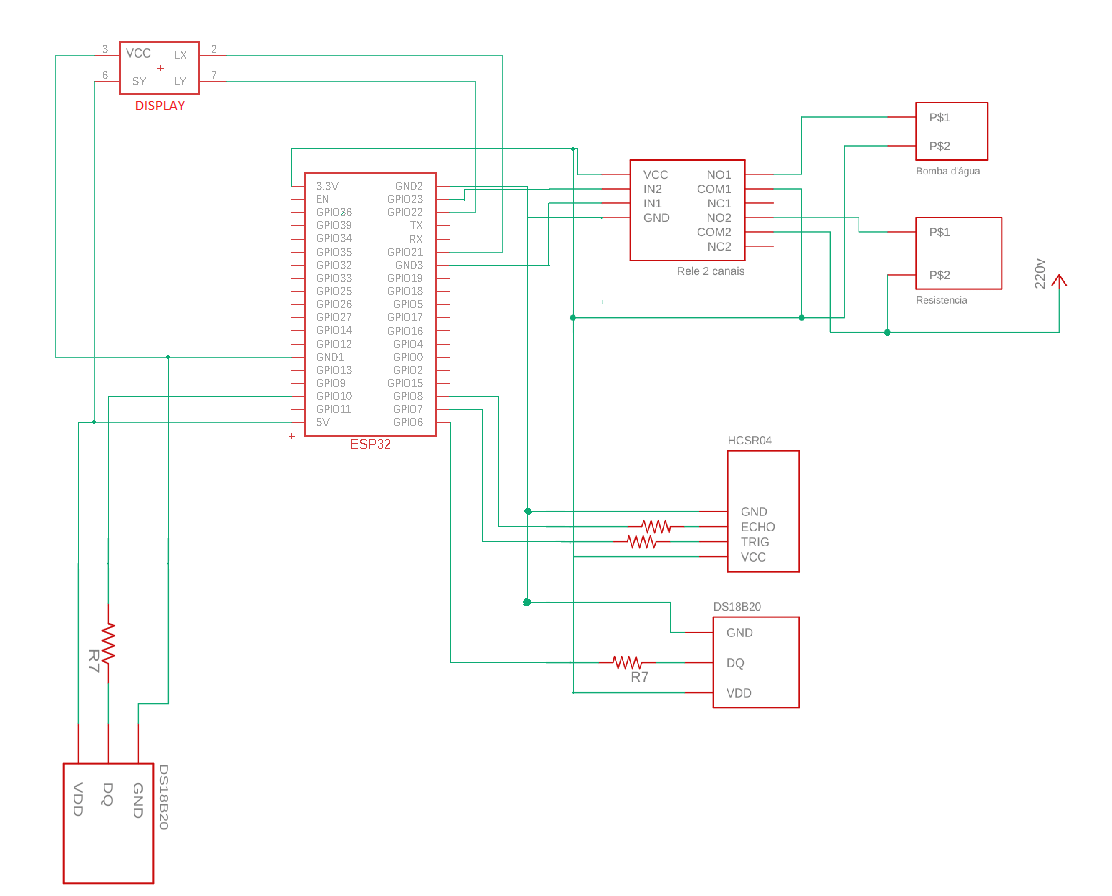 3 VCC LX 2
6 SY LY 7
DISPLAY
3.3V GND2
EN GPIO23
GPIO36 GPIO22
GPIO39 TX
GPIO34 RX
GPIO35 GPIO21
GPIO32 GND3
GPIO33 GPIO19
GPIO25 GPIO18
GPIO26 GPIO5
GPIO27 GPIO17
GPIO14 GPIO16
GPIO12 GPIO4
GND1 GPIO0
GPIO13 GPIO2
GPIO9 GPIO15
GPIO10 GPIO8
GPIO11 GPIO7
5V GPIO6
ESP32
VCC NO1
IN2 COM1
IN1 NC1
GND NO2
COM2
NC2
Rele 2 canais
P$1
P$2
Bomba d'água
P$1
P$2
Resistencia
220v
HCSR04
GND
ECHO
TRIG
VCC
DS18B20
GND
DQ
VDD
R7
R7
VDD
DQ
GND
DS18B20